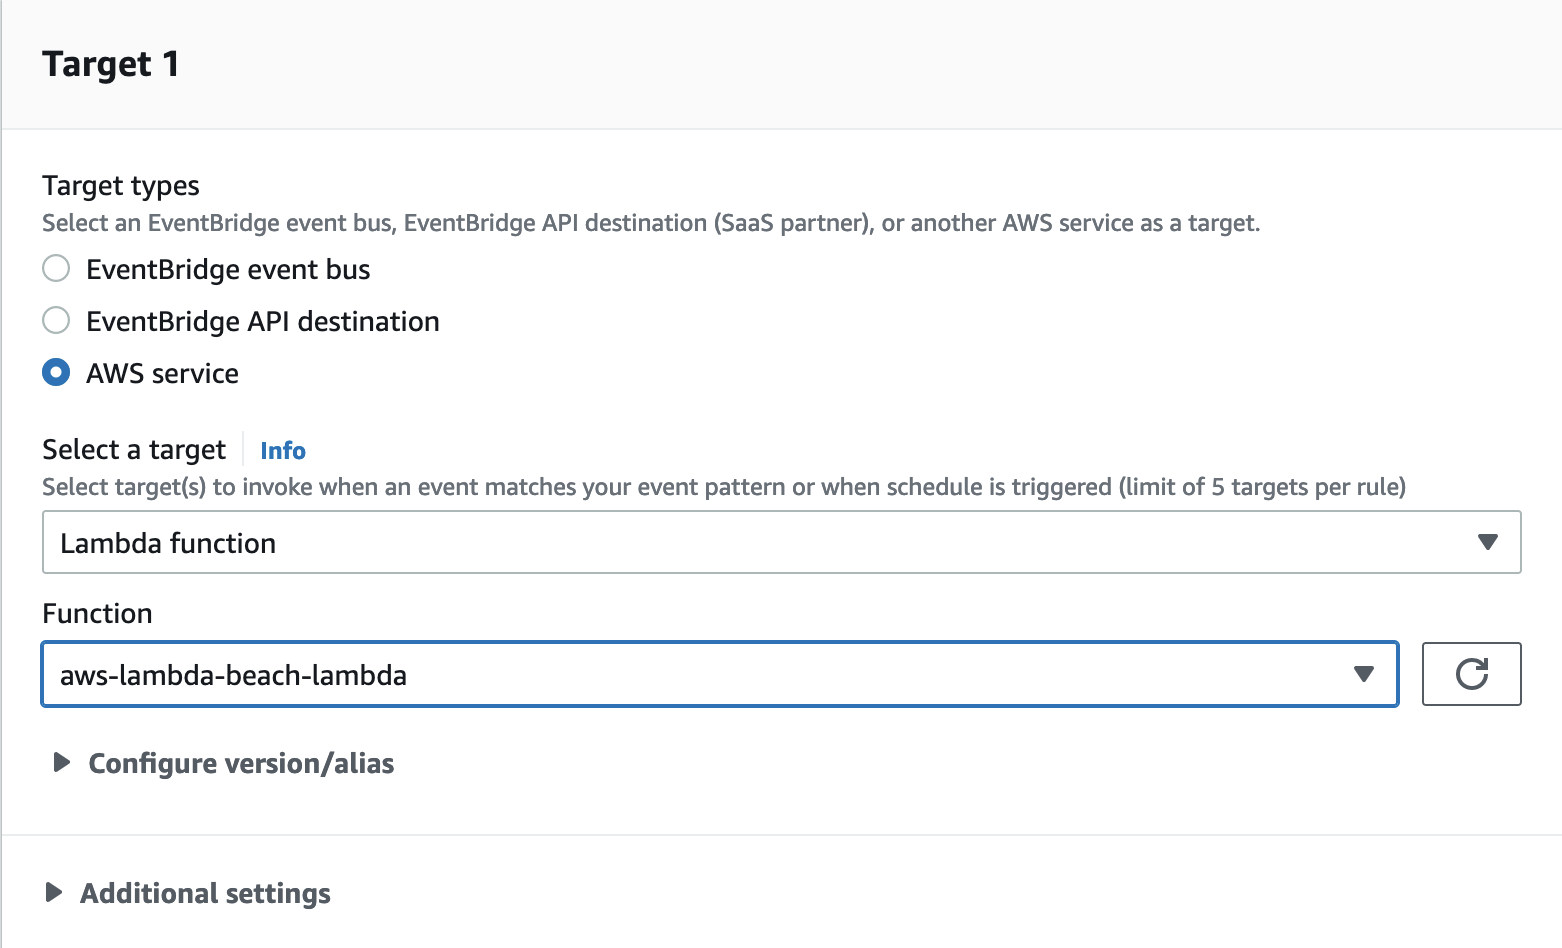 Target 1
Target types
Select an EventBridge event bus, EventBridge API destination (SaaS partner), or another AWS service as a target.
EventBridge event bus
EventBridge API destination
AWS service
Select a target Info
Select target(s) to invoke when an event matches your event pattern or when schedule is triggered (limit of 5 targets per rule)
Lambda function
Function
aws-lambda-beach-lambda
Configure version/alias
Additional settings